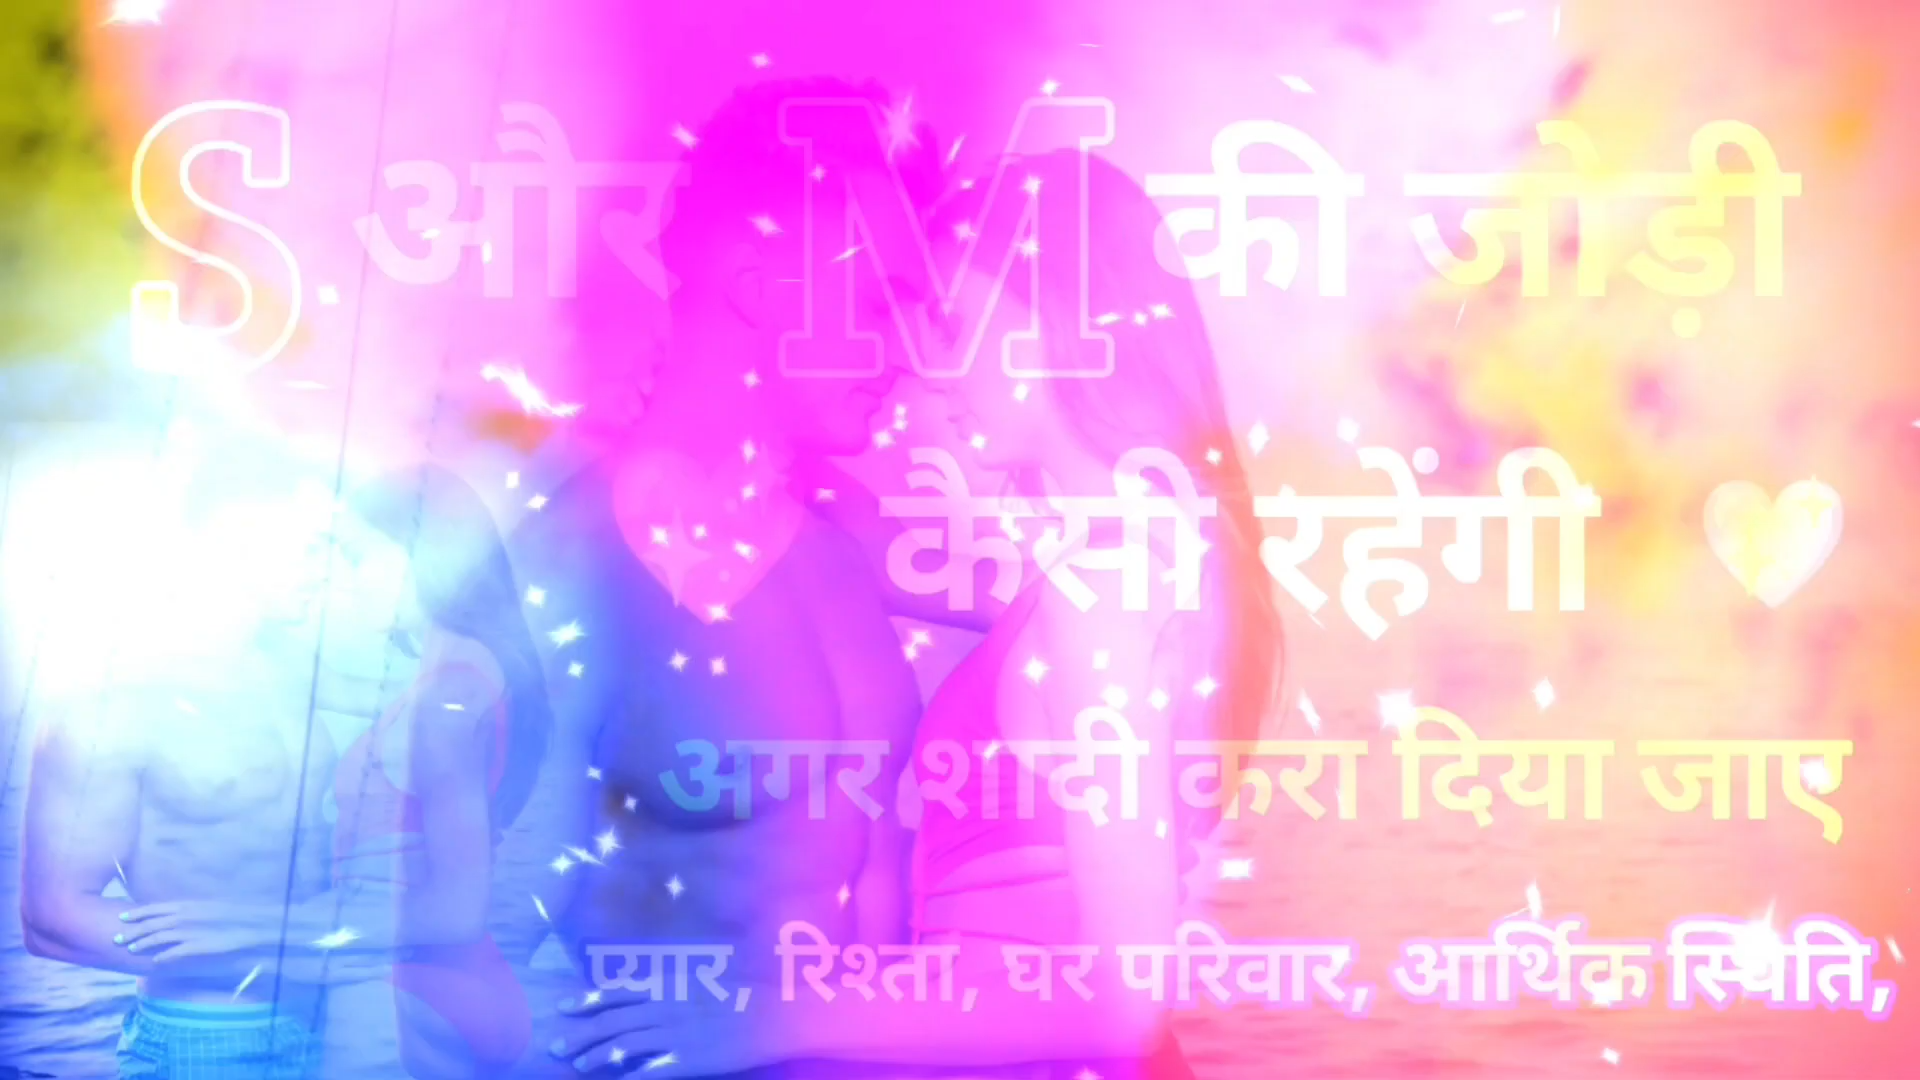 S और M की जोड़ी
कैसी रहेंगी
अगर शादी करा दिया जाए
प्यार, रिश्ता, घर परिवार, आर्थिक स्थिति,